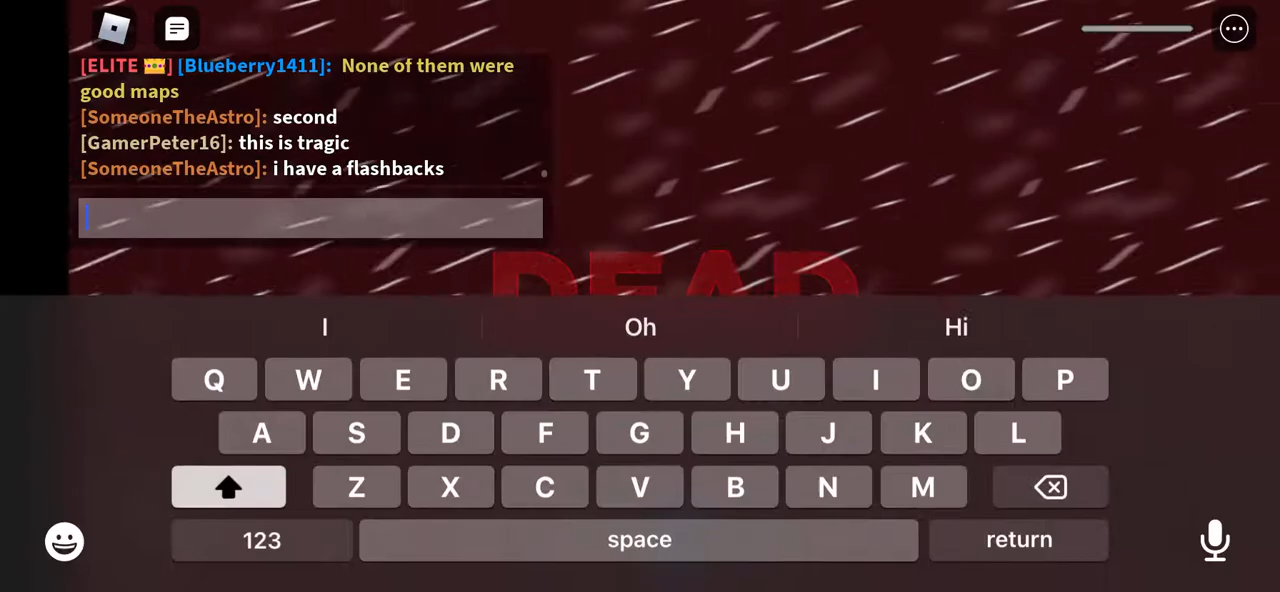 [ELITE 👑] [Blueberry1411]: None of them were
good maps
[SomeoneTheAstro]: second
[GamerPeter16]: this is tragic
[SomeoneTheAstro]: i have a flashbacks
DEAD
I Oh Hi
Q W E R T Y U I O P
A S D F G H J K L
Z X C V B N M
123 space return